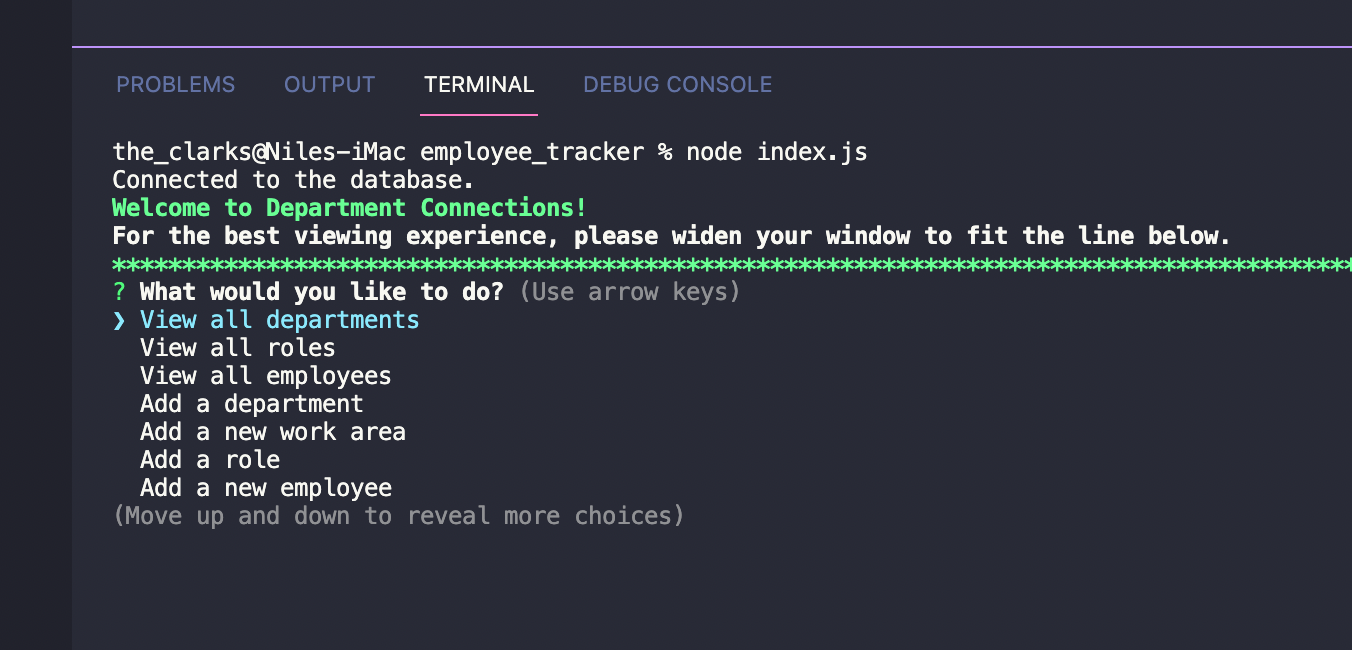 PROBLEMS OUTPUT TERMINAL DEBUG CONSOLE
the_clarks@Niles-iMac employee_tracker % node index.js
Connected to the database.
Welcome to Department Connections!
For the best viewing experience, please widen your window to fit the line below.
*****************************************************************************************
? What would you like to do? (Use arrow keys)
❯ View all departments
  View all roles
  View all employees
  Add a department
  Add a new work area
  Add a role
  Add a new employee
(Move up and down to reveal more choices)